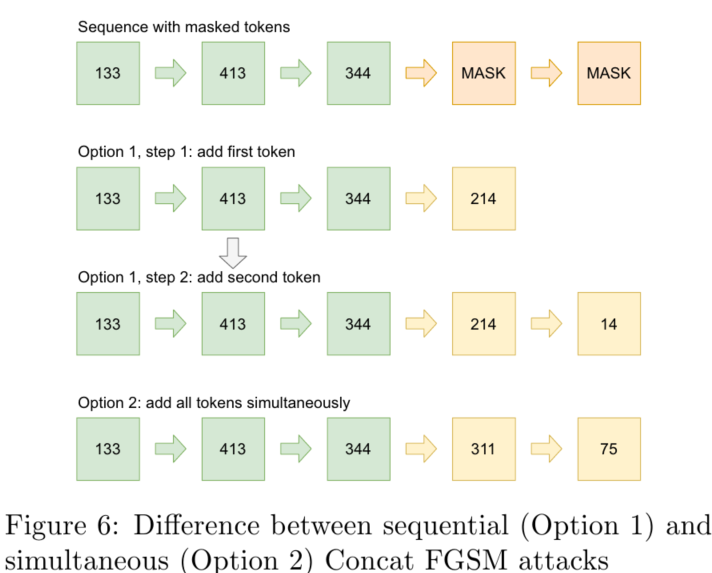 Sequence with masked tokens
133 413 344 MASK MASK
Option 1, step 1: add first token
133 413 344 214
Option 1, step 2: add second token
133 413 344 214 14
Option 2: add all tokens simultaneously
133 413 344 311 75
Figure 6: Difference between sequential (Option 1) and
simultaneous (Option 2) Concat FGSM attacks